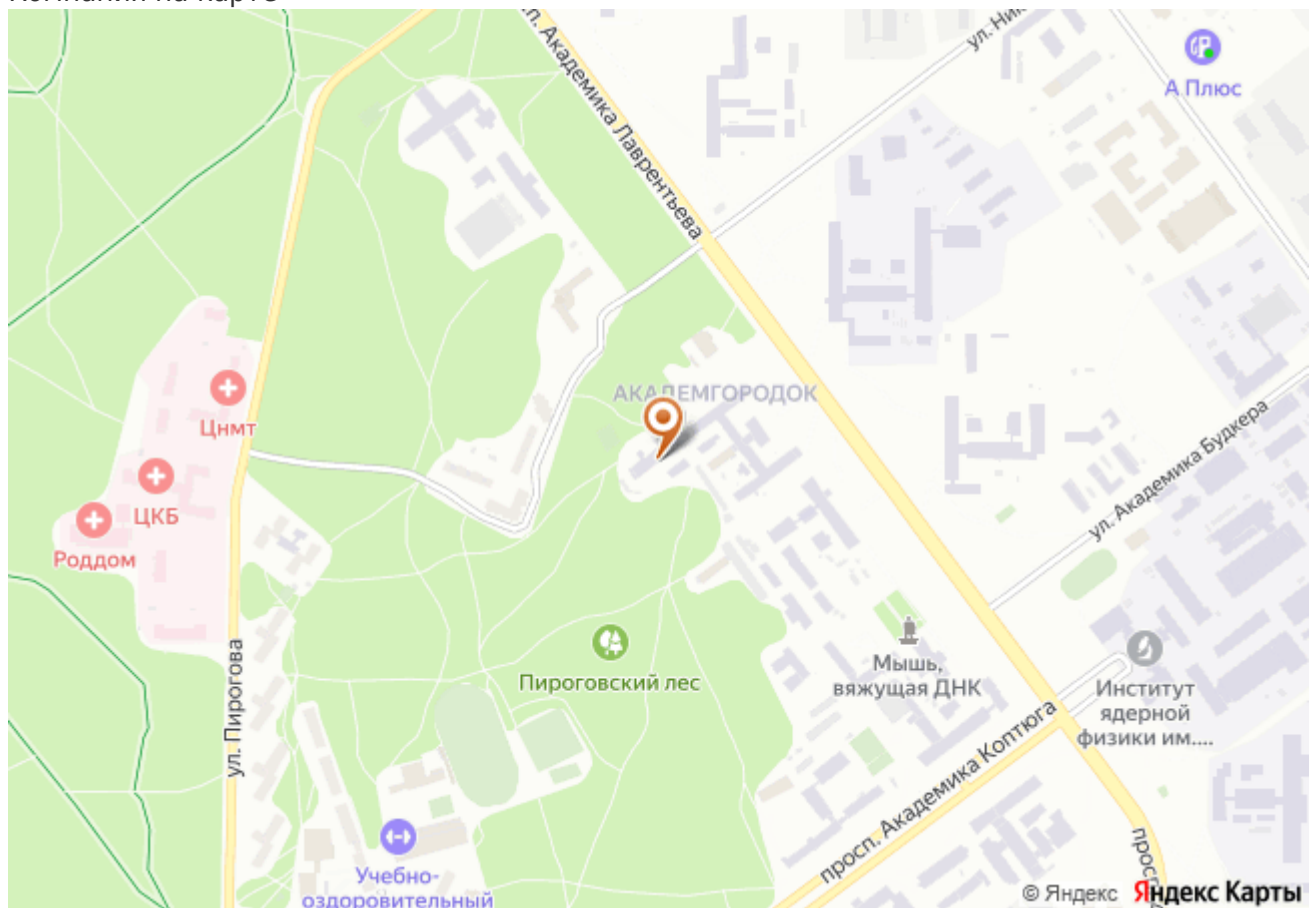 А Плюс
ул. Ник
просп. Академика Лаврентьева
АКАДЕМГОРОДОК
Цнмт
ЦКБ
Роддом
ул. Академика Будкера
ул. Пирогова
Пироговский лес
Мышь,
вяжущая ДНК
Институт
ядерной
физики им....
просп. Академика Коптюга
Учебно-
оздоровительный
© Яндекс Яндекс Карты